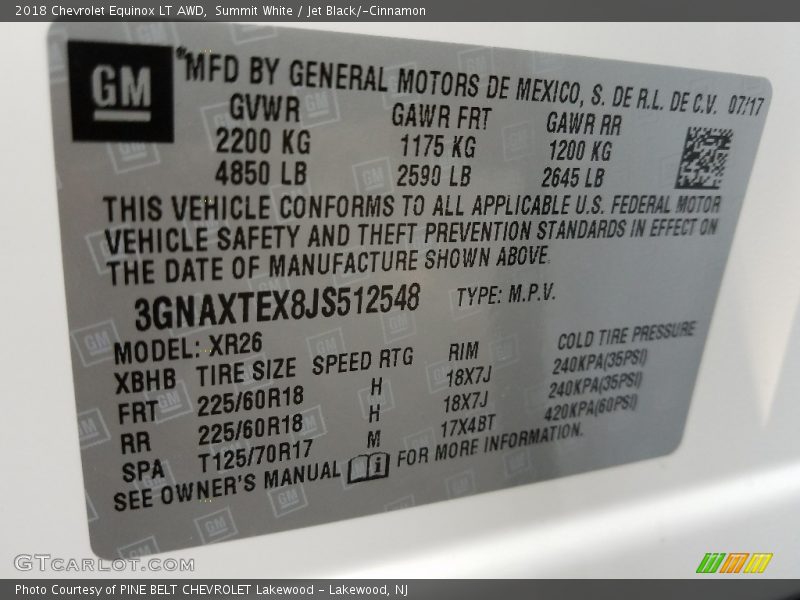 2018 Chevrolet Equinox LT AWD,  Summit White / Jet Black/-Cinnamon
GM
*MFD BY GENERAL MOTORS DE MEXICO, S. DE R.L. DE C.V. 07/17
GVWR GAWR FRT GAWR RR
2200 KG 1175 KG 1200 KG
4850 LB 2590 LB 2645 LB
THIS VEHICLE CONFORMS TO ALL APPLICABLE U.S. FEDERAL MOTOR
VEHICLE SAFETY AND THEFT PREVENTION STANDARDS IN EFFECT ON
THE DATE OF MANUFACTURE SHOWN ABOVE.
3GNAXTEX8JS512548 TYPE: M.P.V.
MODEL: XR26
XBHB TIRE SIZE SPEED RTG RIM COLD TIRE PRESSURE
FRT 225/60R18 H 18X7J 240KPA(35PSI)
RR 225/60R18 H 18X7J 240KPA(35PSI)
SPA T125/70R17 M 17X4BT 420KPA(60PSI)
SEE OWNER'S MANUAL i FOR MORE INFORMATION.
GTCARLOT.COM
Photo Courtesy of PINE BELT CHEVROLET Lakewood - Lakewood, NJ